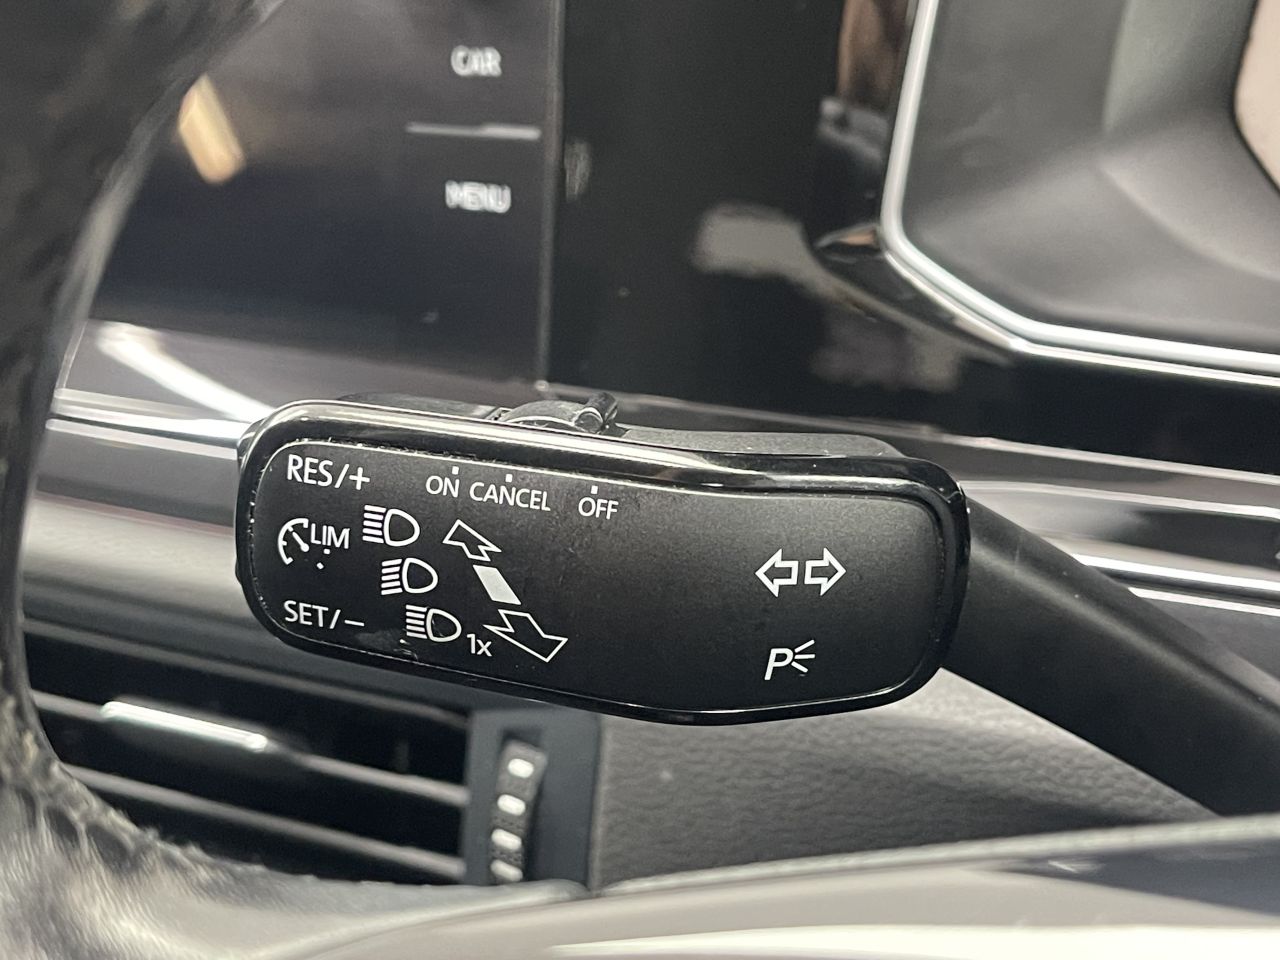 CAR
MENU
RES/+
ON CANCEL OFF
LIM
SET/–
1x
P